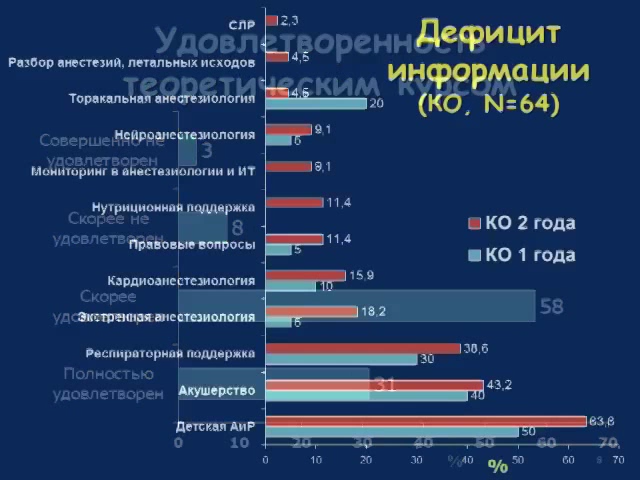 Удовлетворенность
теоретическим курсом
Дефицит
информации
(КО, N=64)
СЛР 2,3
Разбор анестезий, летальных исходов 4,5
Торакальная анестезиология 4,5
20
Нейроанестезиология 9,1
5
Мониторинг в анестезиологии и ИТ 9,1
Нутриционная поддержка 11,4
Правовые вопросы 11,4
5
Кардиоанестезиология 15,9
10
Экстренная анестезиология 18,2
5
Респираторная поддержка 38,6
30
Акушерство 43,2
40
Детская АиР 63,6
50
КО 2 года
КО 1 года
0 10 20 30 40 50 60 70
%
Совершенно не
удовлетворен 3
Скорее не
удовлетворен 8
Скорее
удовлетворен 58
Полностью
удовлетворен 31
0 10 20 30 40 50 60 70
%